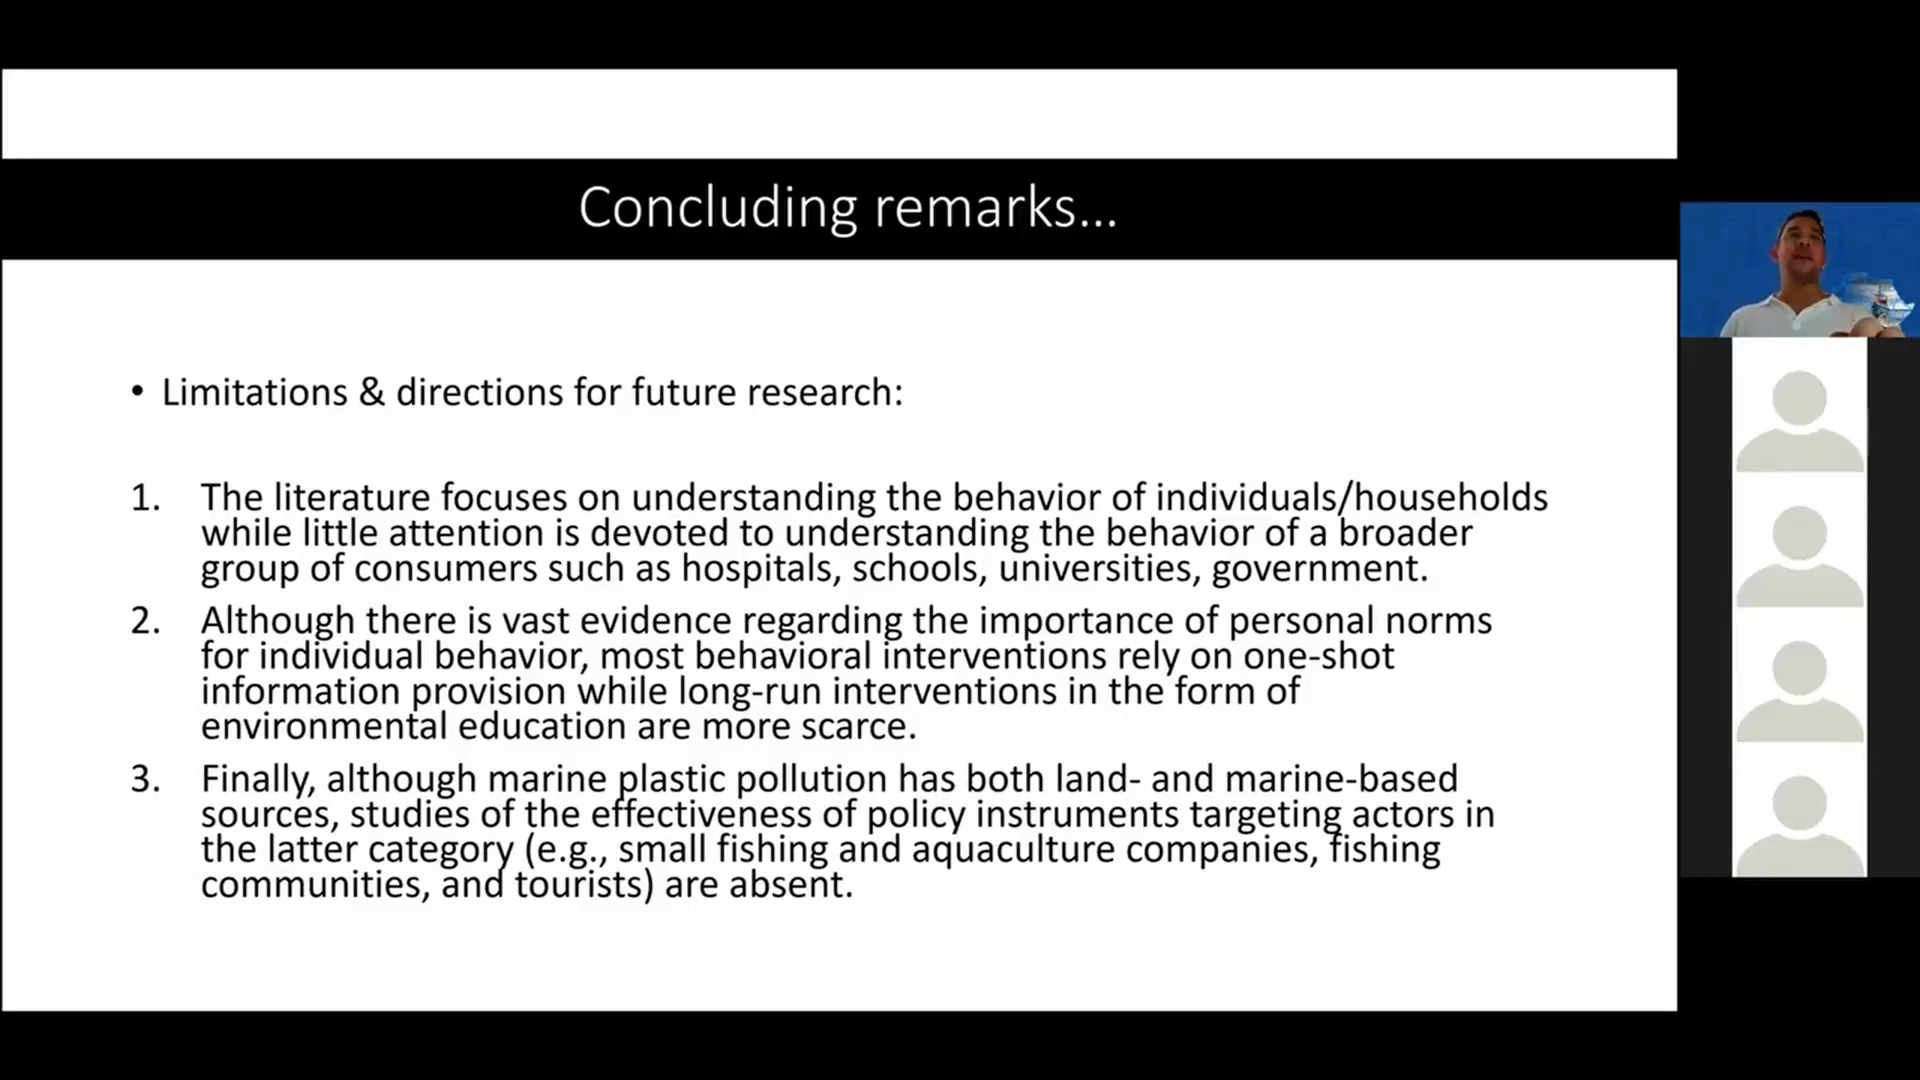 Concluding remarks...
• Limitations & directions for future research:
1. The literature focuses on understanding the behavior of individuals/households
while little attention is devoted to understanding the behavior of a broader
group of consumers such as hospitals, schools, universities, government.
2. Although there is vast evidence regarding the importance of personal norms
for individual behavior, most behavioral interventions rely on one-shot
information provision while long-run interventions in the form of
environmental education are more scarce.
3. Finally, although marine plastic pollution has both land- and marine-based
sources, studies of the effectiveness of policy instruments targeting actors in
the latter category (e.g., small fishing and aquaculture companies, fishing
communities, and tourists) are absent.